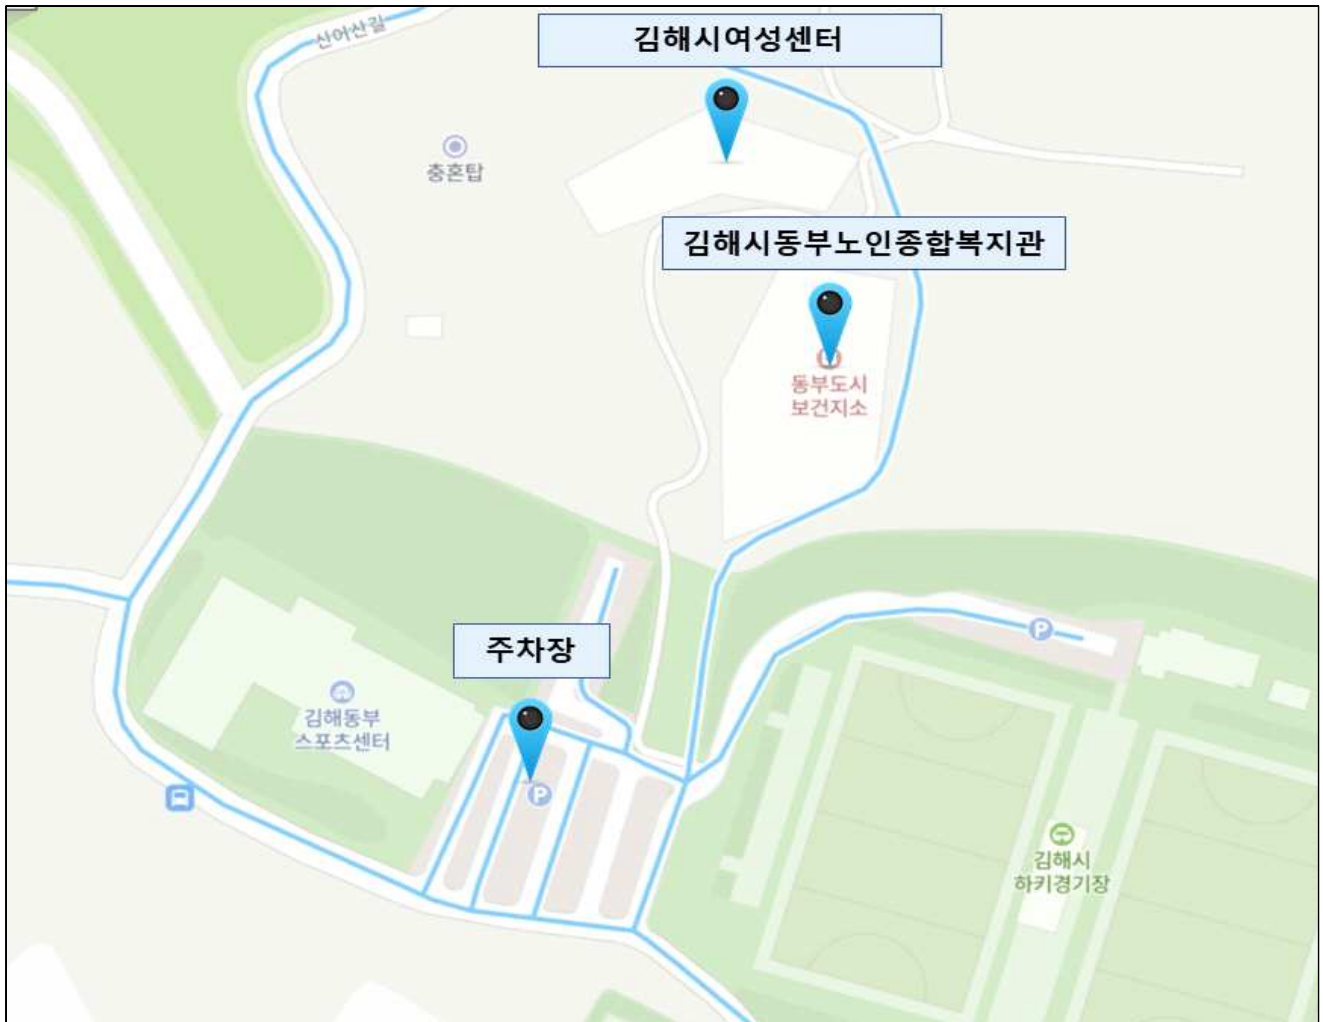 신어산길
김해시여성센터
충혼탑
김해시동부노인종합복지관
동부도시
보건지소
주차장
P
김해동부
스포츠센터
P
김해시
하키경기장